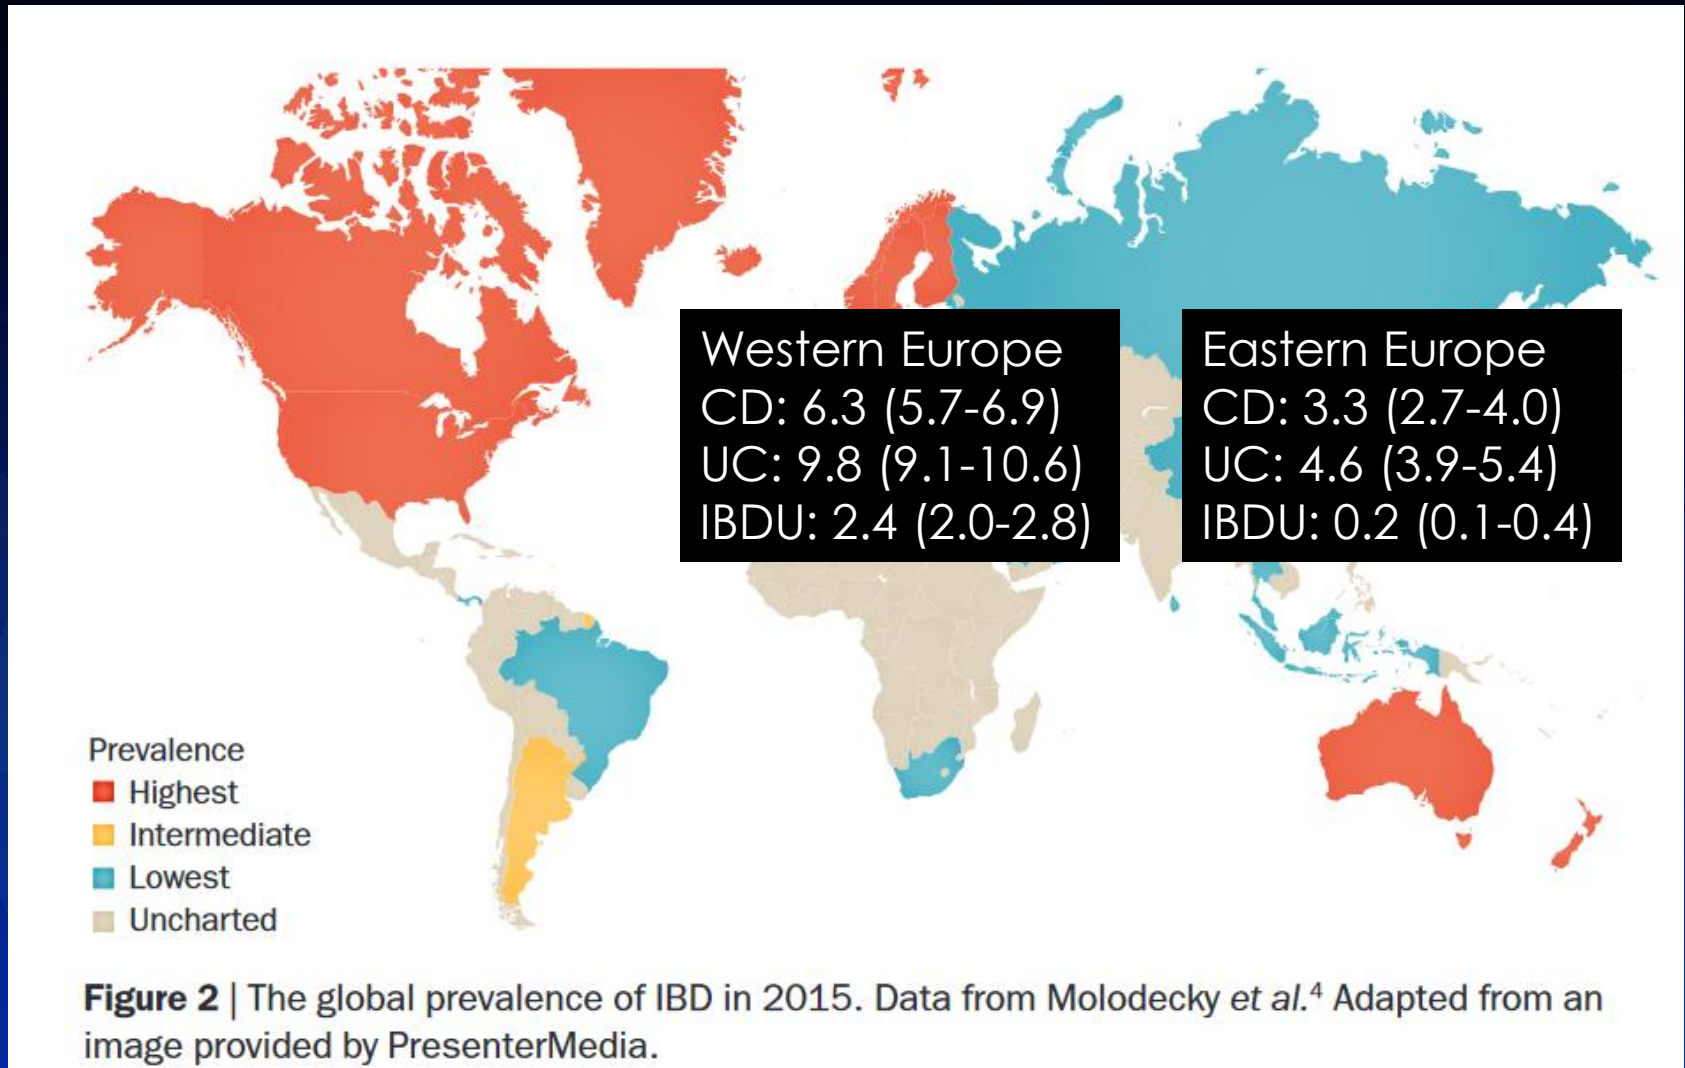 Western Europe
CD: 6.3 (5.7-6.9)
UC: 9.8 (9.1-10.6)
IBDU: 2.4 (2.0-2.8)
Eastern Europe
CD: 3.3 (2.7-4.0)
UC: 4.6 (3.9-5.4)
IBDU: 0.2 (0.1-0.4)
Prevalence
Highest
Intermediate
Lowest
Uncharted
Figure 2 | The global prevalence of IBD in 2015. Data from Molodecky et al.⁴ Adapted from an
image provided by PresenterMedia.